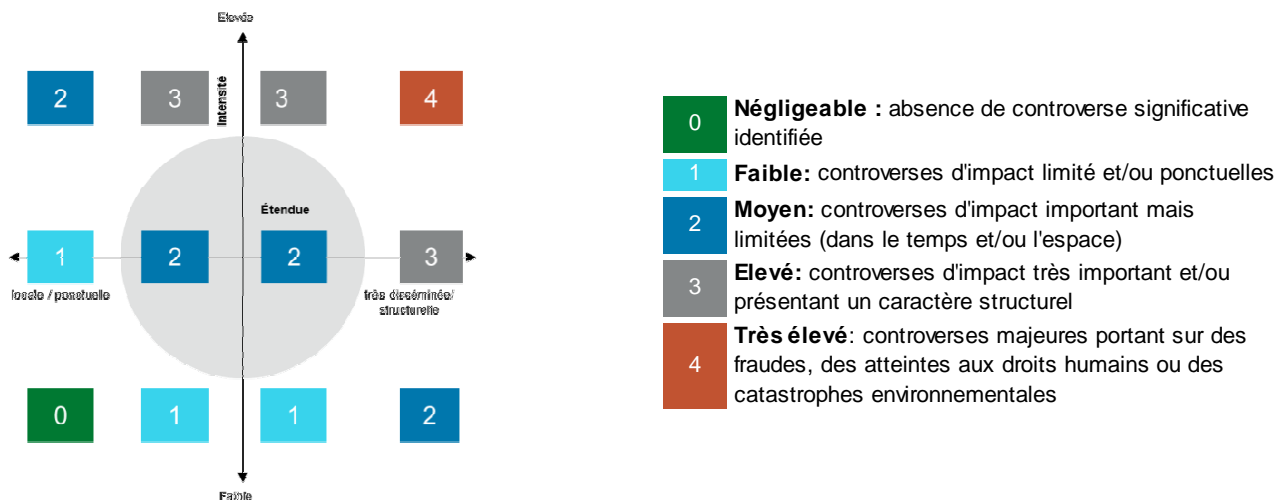 Elevée
2
3
3
4
Intensité
Étendue
1
2
2
3
locale / ponctuelle
très disséminée/
structurelle
0
1
1
2
Faible
0
Négligeable : absence de controverse significative
identifiée
1
Faible: controverses d'impact limité et/ou ponctuelles
2
Moyen: controverses d'impact important mais
limitées (dans le temps et/ou l'espace)
3
Elevé: controverses d'impact très important et/ou
présentant un caractère structurel
4
Très élevé: controverses majeures portant sur des
fraudes, des atteintes aux droits humains ou des
catastrophes environnementales